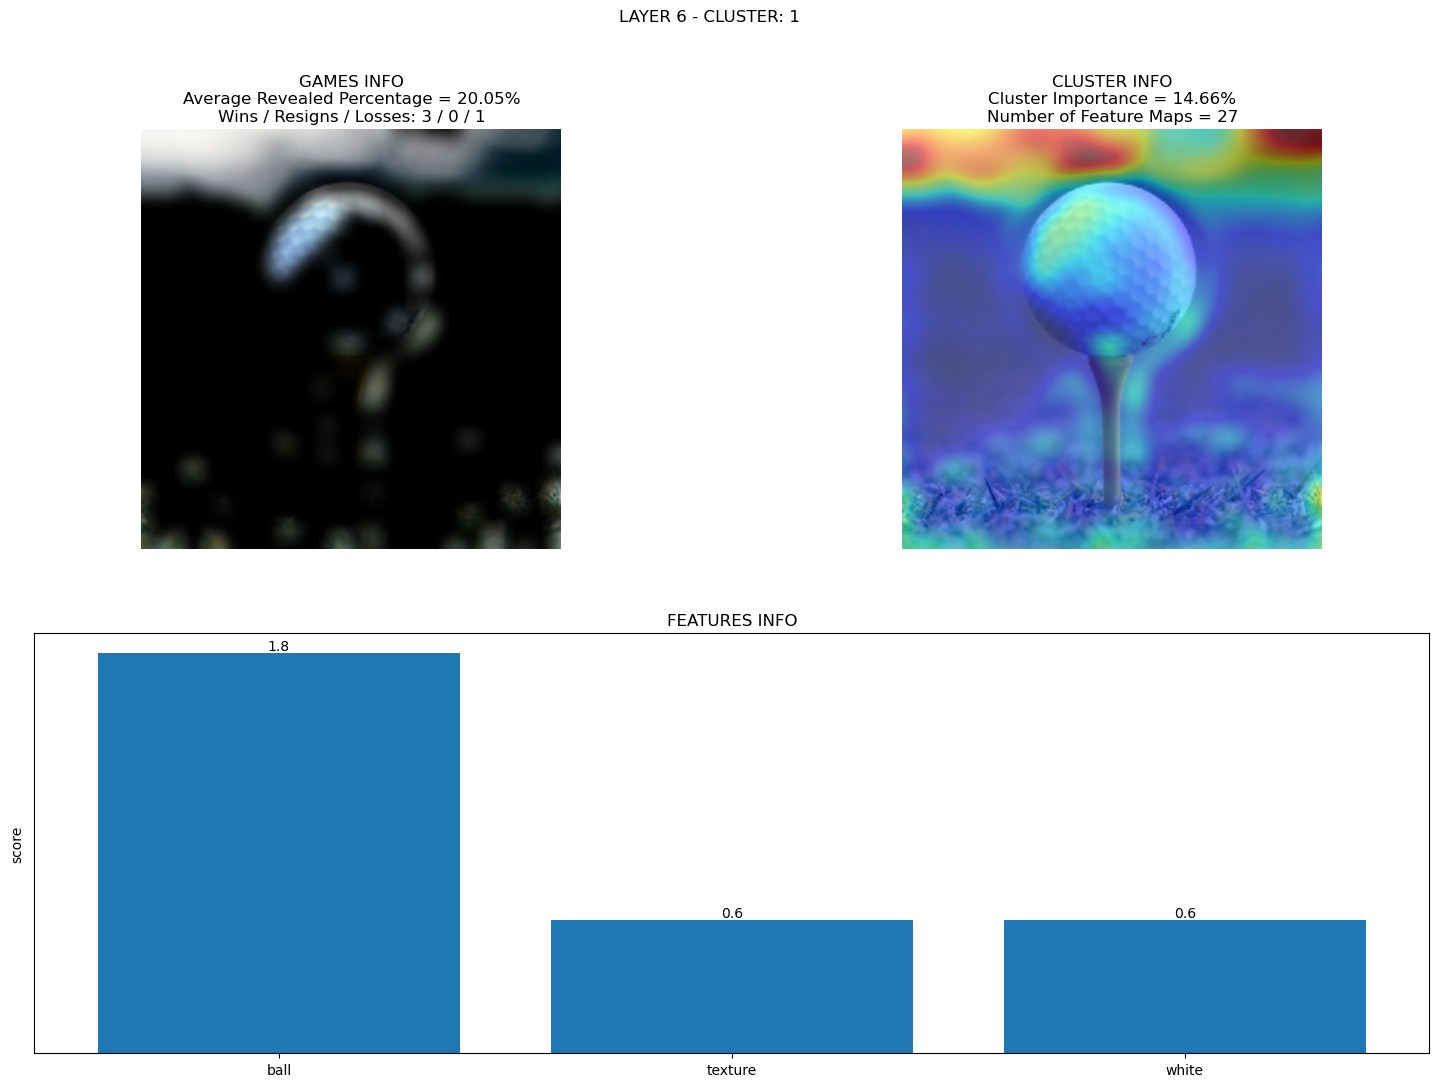 LAYER 6 - CLUSTER: 1
GAMES INFO
Average Revealed Percentage = 20.05%
Wins / Resigns / Losses: 3 / 0 / 1
CLUSTER INFO
Cluster Importance = 14.66%
Number of Feature Maps = 27
FEATURES INFO
1.8
0.6
0.6
score
ball
texture
white